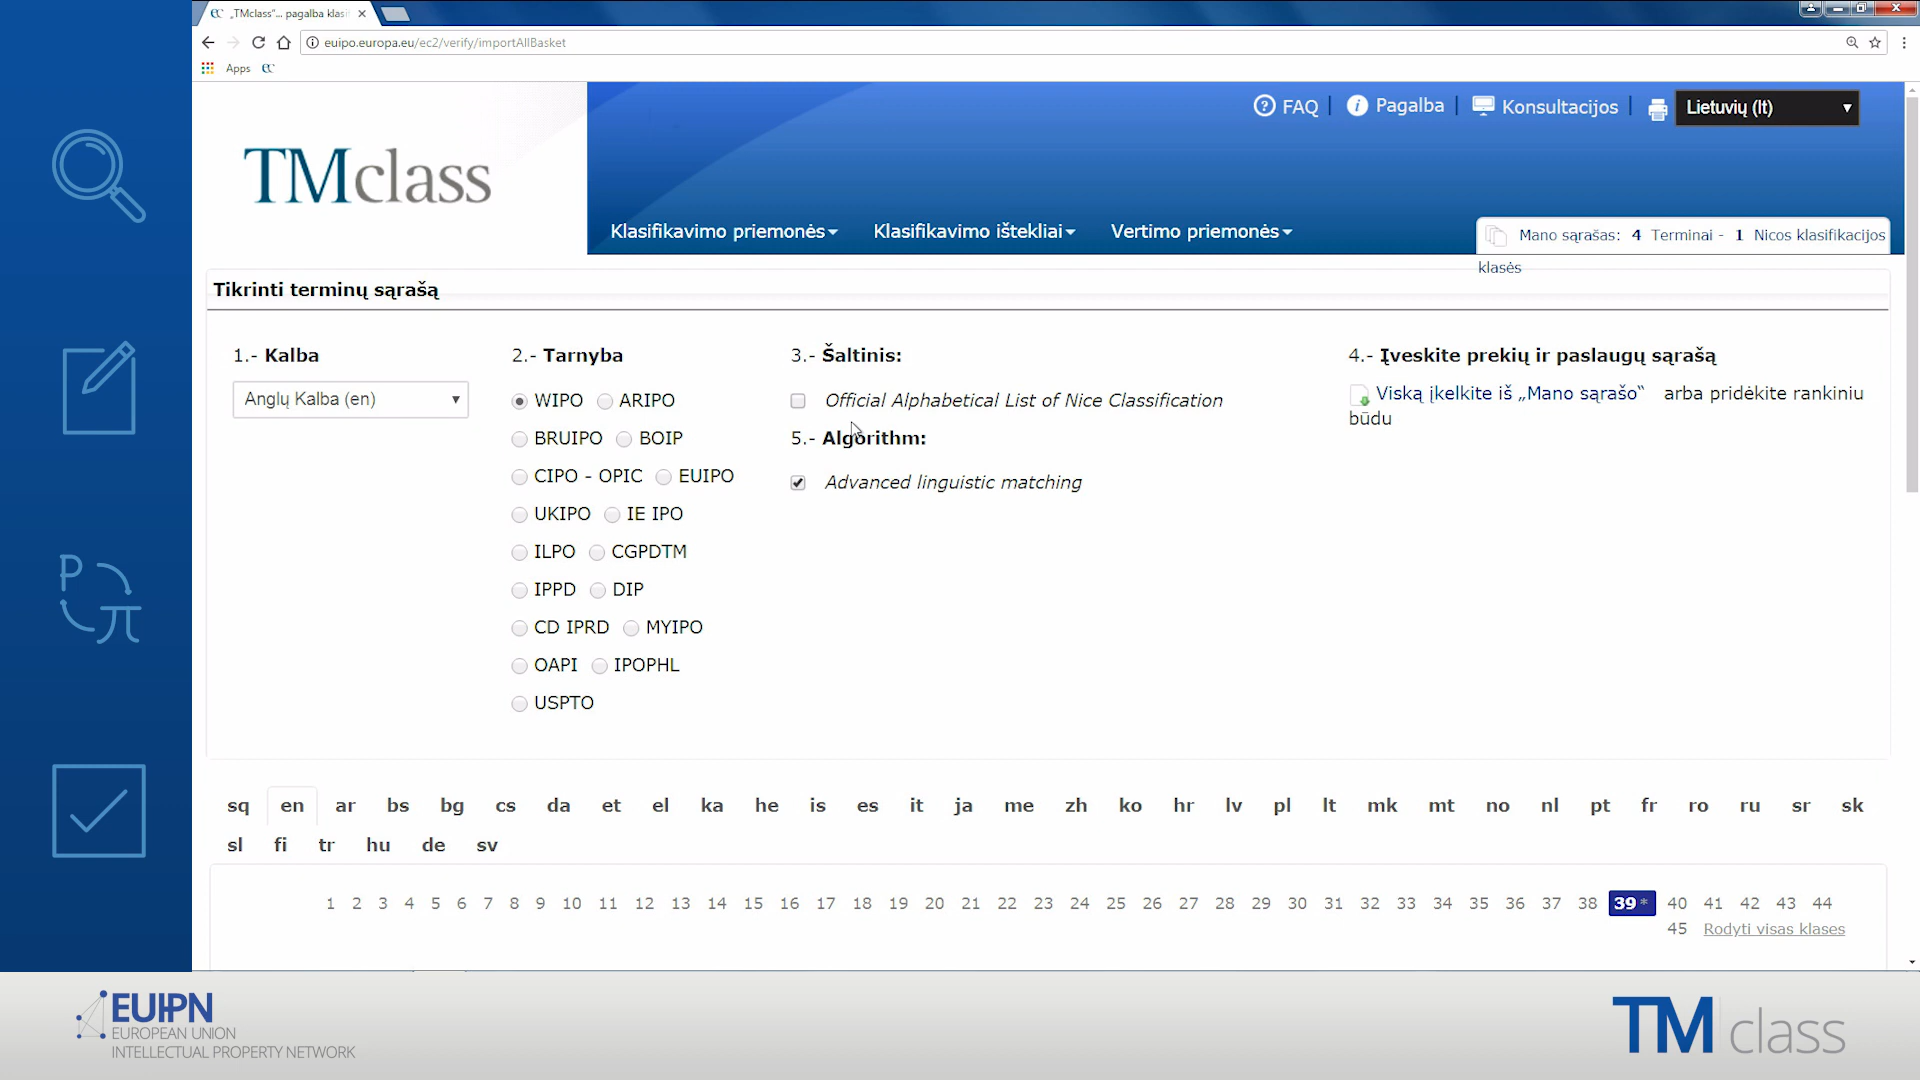 „TMclass“... pagalba klasi
euipo.europa.eu/ec2/verify/importAllBasket
Apps
FAQ | Pagalba | Konsultacijos | Lietuvių (lt)
TMclass
Klasifikavimo priemonės Klasifikavimo ištekliai Vertimo priemonės
Mano sąrašas: 4 Terminai - 1 Nicos klasifikacijos
klasės
Tikrinti terminų sąrašą
1.- Kalba
Anglų Kalba (en)
2.- Tarnyba
WIPO ARIPO
BRUIPO BOIP
CIPO - OPIC EUIPO
UKIPO IE IPO
ILPO CGPDTM
IPPD DIP
CD IPRD MYIPO
OAPI IPOPHL
USPTO
3.- Šaltinis:
Official Alphabetical List of Nice Classification
5.- Algorithm:
Advanced linguistic matching
4.- Įveskite prekių ir paslaugų sąrašą
Viską įkelkite iš „Mano sąrašo“ arba pridėkite rankiniu
būdu
sq en ar bs bg cs da et el ka he is es it ja me zh ko hr lv pl lt mk mt no nl pt fr ro ru sr sk
sl fi tr hu de sv
1 2 3 4 5 6 7 8 9 10 11 12 13 14 15 16 17 18 19 20 21 22 23 24 25 26 27 28 29 30 31 32 33 34 35 36 37 38 39 * 40 41 42 43 44
45 Rodyti visas klases
EUIPN
EUROPEAN UNION
INTELLECTUAL PROPERTY NETWORK
TM class